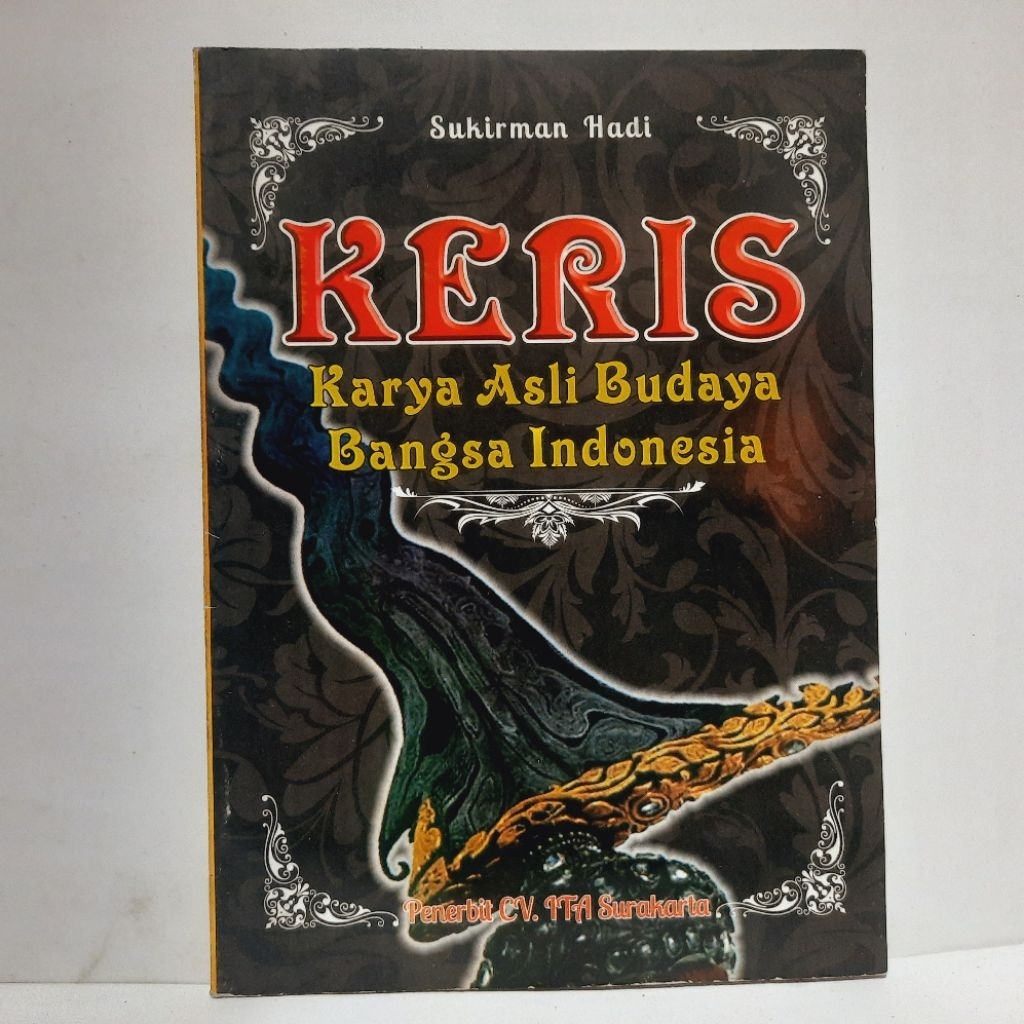 Sukirman Hadi
KERIS
Karya Asli Budaya
Bangsa Indonesia
Penerbit CV. ITA Surakarta